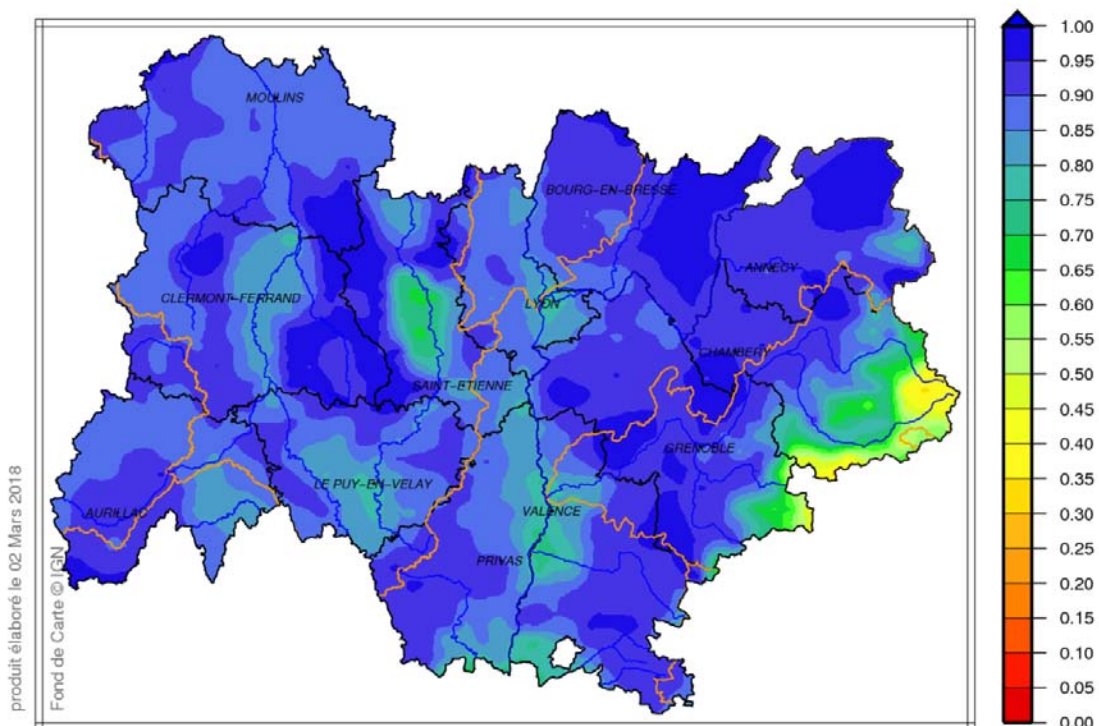 MOULINS
BOURG-EN-BRESSE
ANNECY
CLERMONT-FERRAND
LYON
CHAMBERY
SAINT-ETIENNE
GRENOBLE
LE PUY-EN-VELAY
AURILLAC
VALENCE
PRIVAS
produit élaboré le 02 Mars 2018
Fond de Carte © IGN
1.00
0.95
0.90
0.85
0.80
0.75
0.70
0.65
0.60
0.55
0.50
0.45
0.40
0.35
0.30
0.25
0.20
0.15
0.10
0.05
0.00